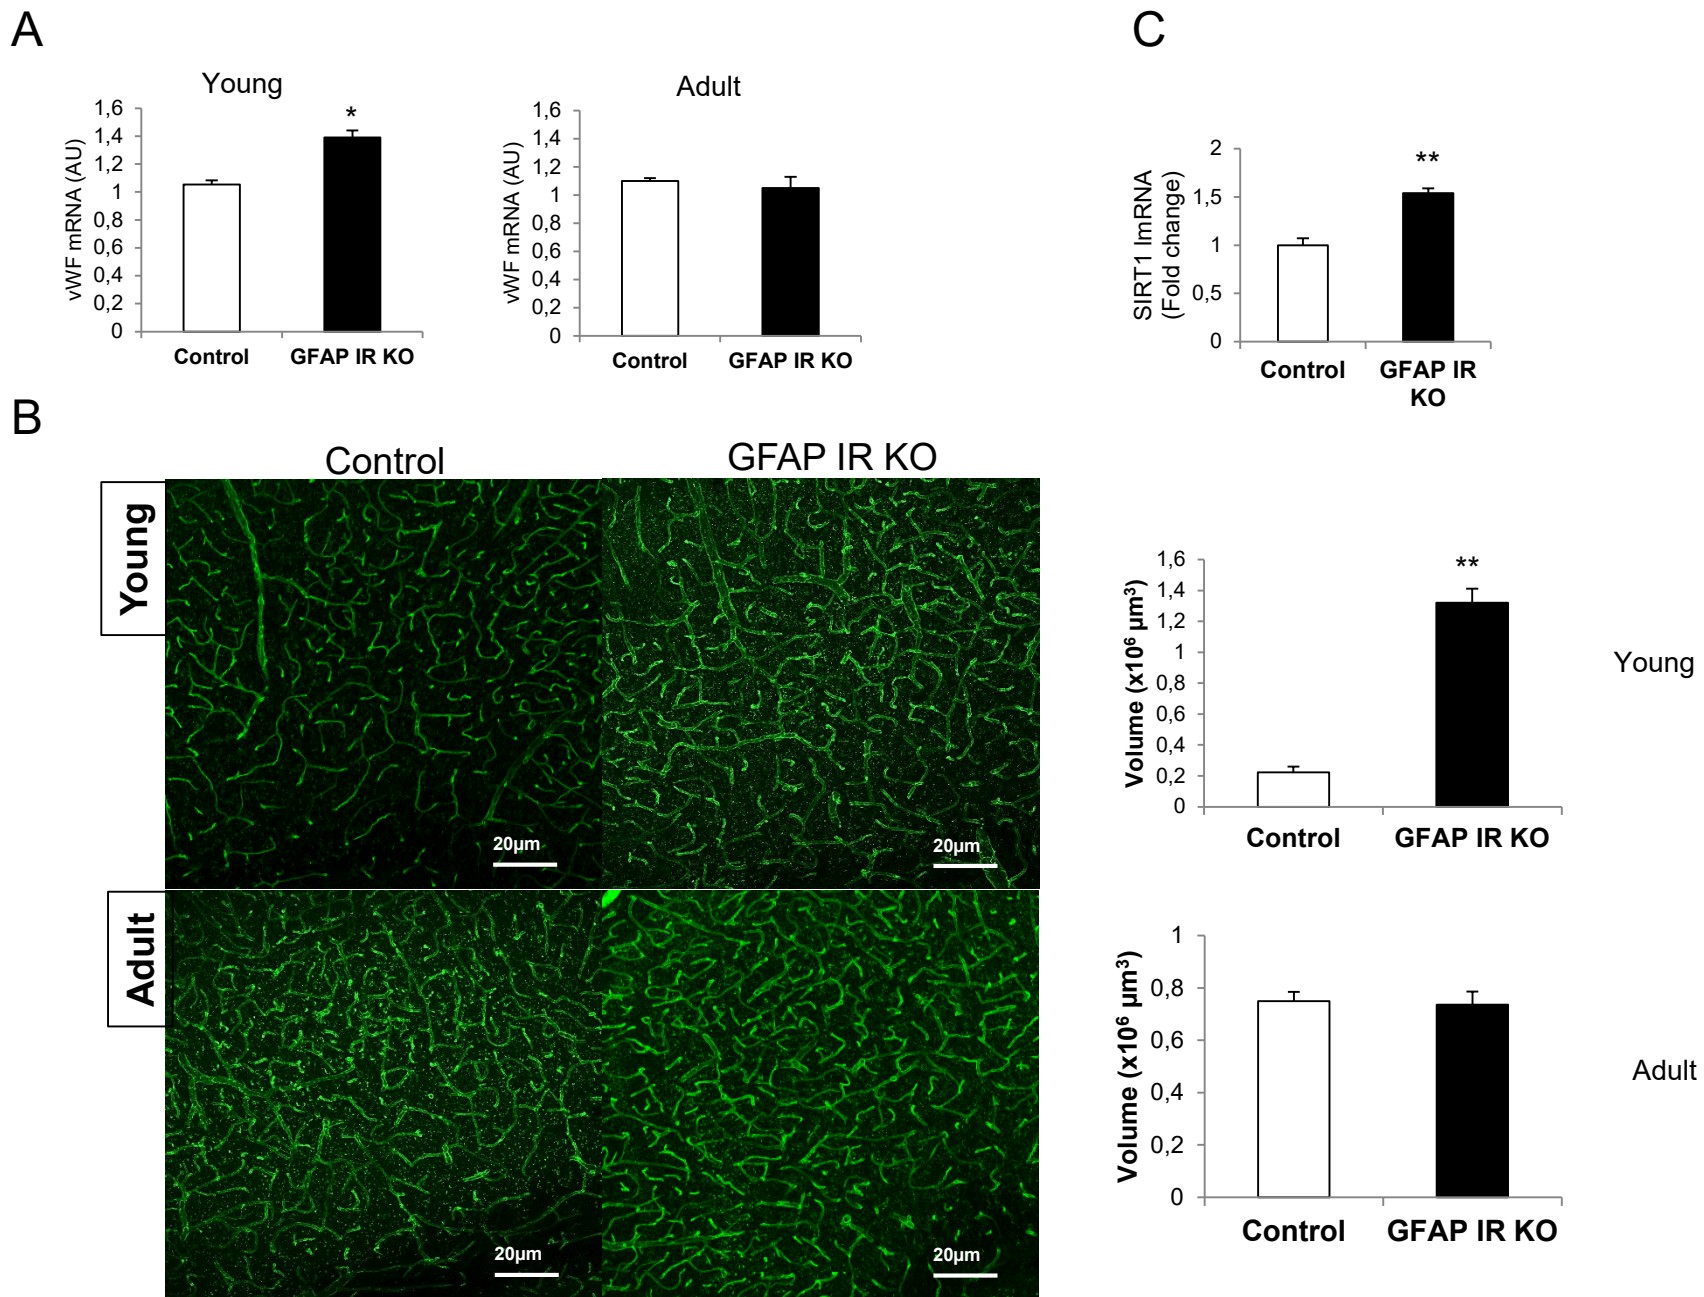 A
Young
vWF mRNA (AU)
1,6
1,4
1,2
1
0,8
0,6
0,4
0,2
0
*
Control
GFAP IR KO
Adult
vWF mRNA (AU)
1,6
1,4
1,2
1
0,8
0,6
0,4
0,2
0
Control
GFAP IR KO
C
SIRT1 lmRNA
(Fold change)
2
1,5
1
0,5
0
**
Control
GFAP IR
KO
B
Control
GFAP IR KO
Young
20µm
20µm
Adult
20µm
20µm
Volume (x10⁶ µm³)
1,6
1,4
1,2
1
0,8
0,6
0,4
0,2
0
**
Control
GFAP IR KO
Young
Volume (x10⁶ µm³)
1
0,8
0,6
0,4
0,2
0
Control
GFAP IR KO
Adult